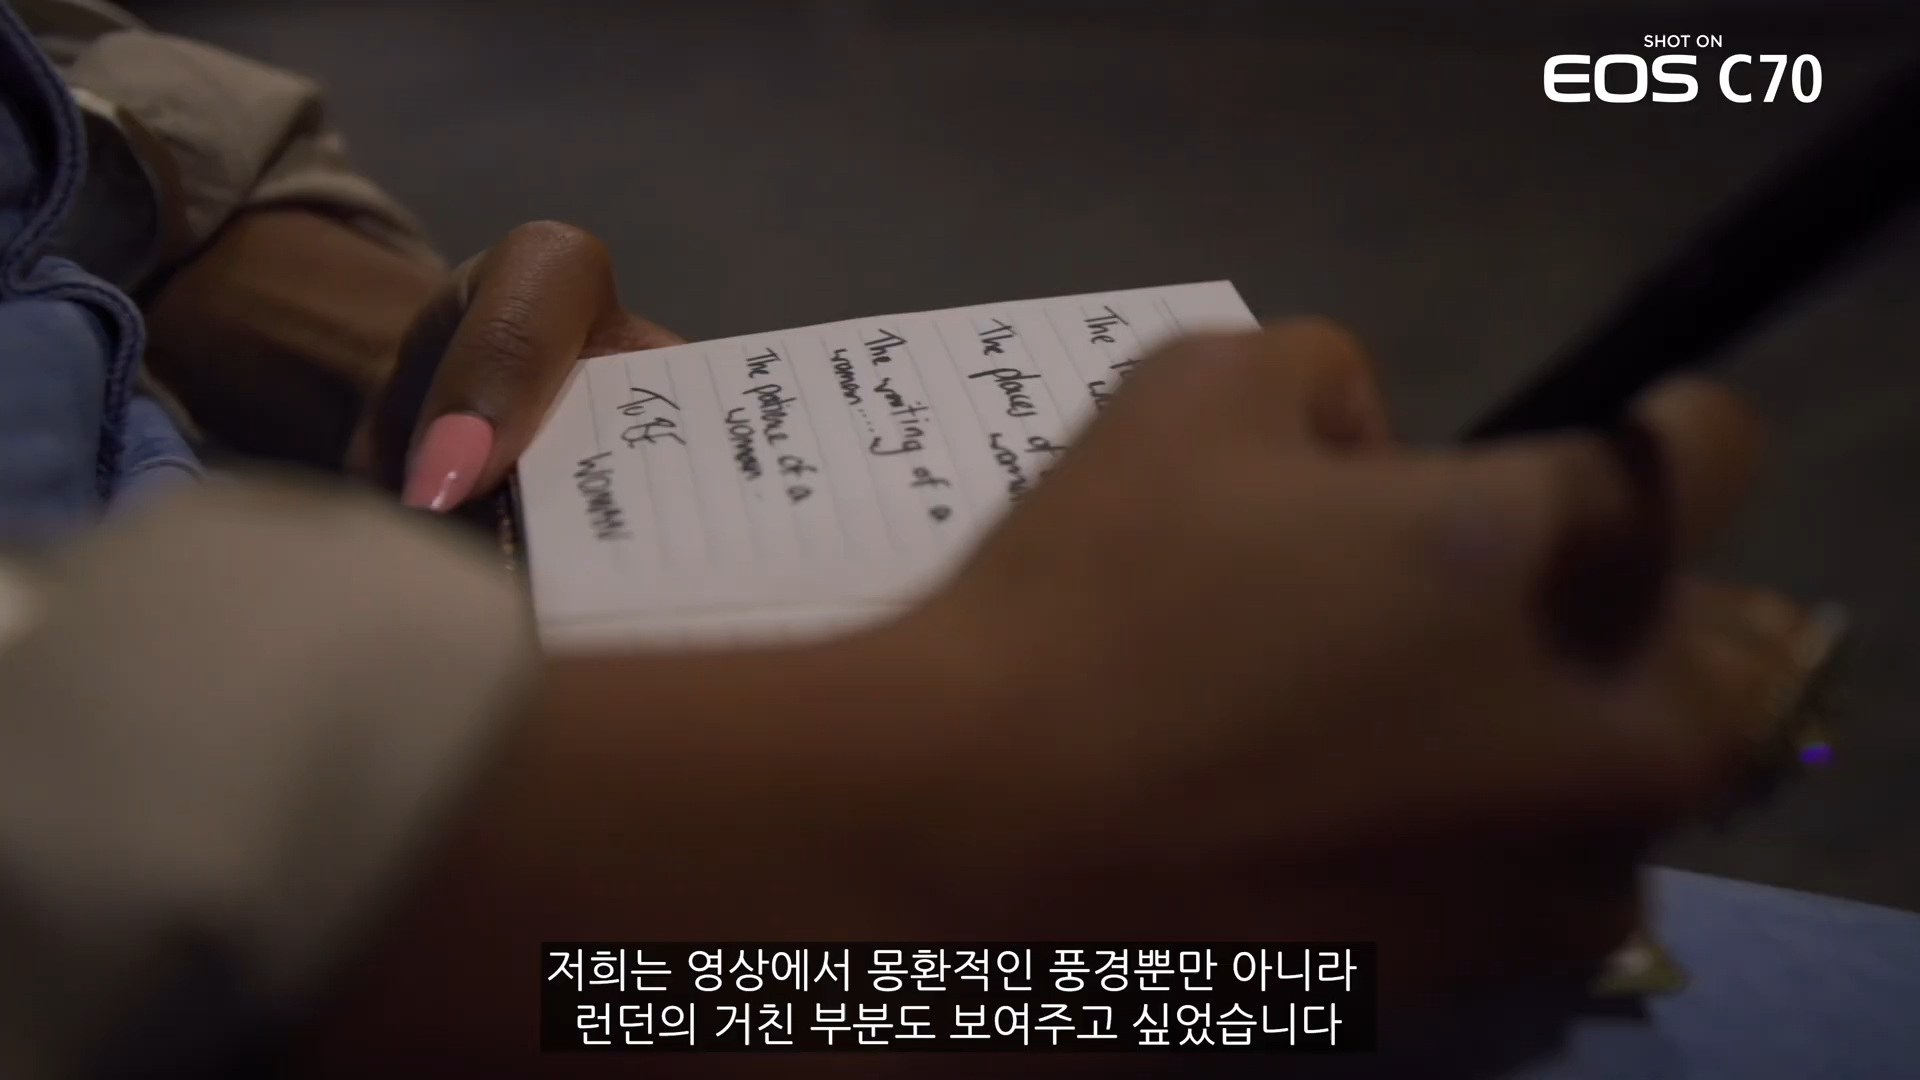 SHOT ON
EOS C70
The
The places of
woman
The writing of a
woman....
The patience of a
woman -
To BE
WOMAN
저희는 영상에서 몽환적인 풍경뿐만 아니라
런던의 거친 부분도 보여주고 싶었습니다